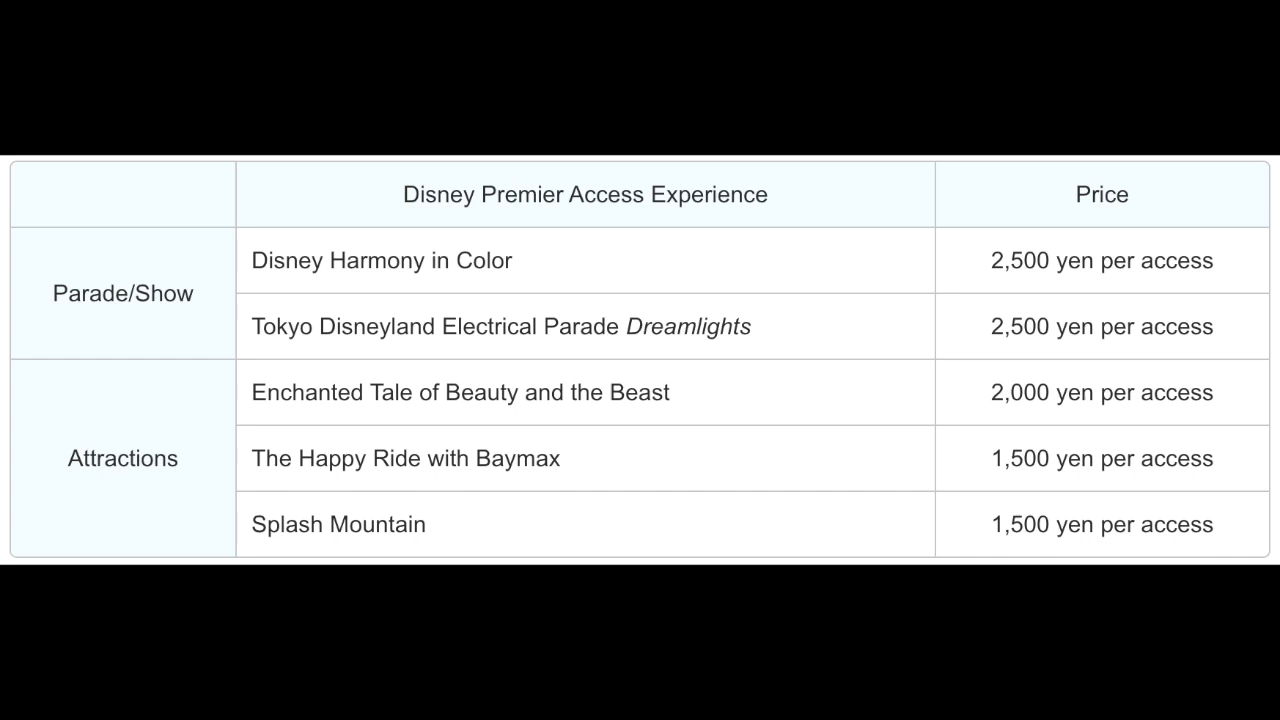 Disney Premier Access Experience
Price
Parade/Show
Disney Harmony in Color
2,500 yen per access
Tokyo Disneyland Electrical Parade Dreamlights
2,500 yen per access
Attractions
Enchanted Tale of Beauty and the Beast
2,000 yen per access
The Happy Ride with Baymax
1,500 yen per access
Splash Mountain
1,500 yen per access